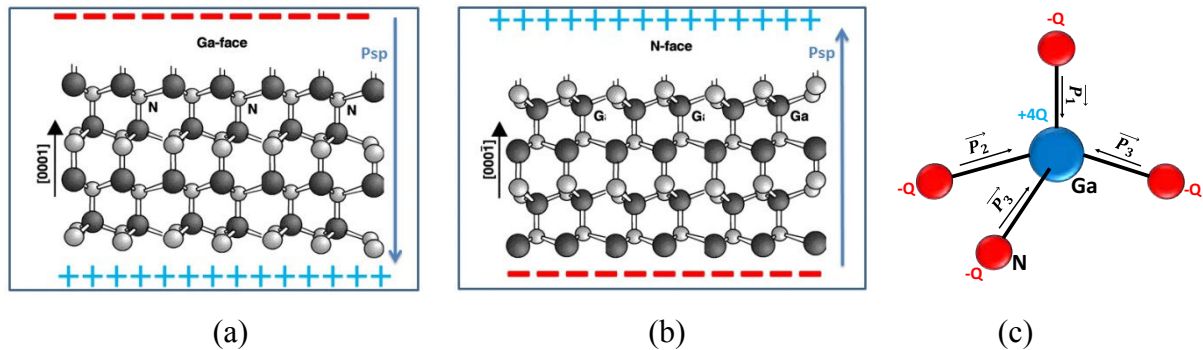 Ga-face
Psp
N
N
N
[0001]
(a)
N-face
Psp
G
G
Ga
[0001̄]
(b)
-Q
P₁
+4Q
P₂
P₃
-Q
Ga
-Q
P₃
-Q
N
(c)